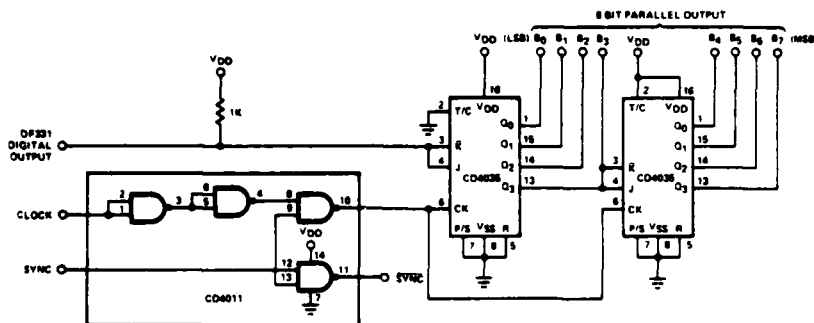 8 BIT PARALLEL OUTPUT
VDD (LSB) B0 B1 B2 B3 VDD B4 B5 B6 B7 (MSB)
VDD
1K
DF331
DIGITAL
OUTPUT
16
2 T/C VDD
Q0 1
3 R̅ Q1 15
4 J Q2 14
CD4035
Q3 13
6 CK
P/S VSS R
7 8 5
2 16
T/C VDD
Q0 1
Q1 15
Q2 14
3 R̅ CD4035
4 J Q3 13
6 CK
P/S VSS R
7 8 5
CLOCK
2
1
3
6
5
4
8
9
10
VDD
14
SYNC
12
13
11
S̅Y̅N̅C̅
7
CD4011